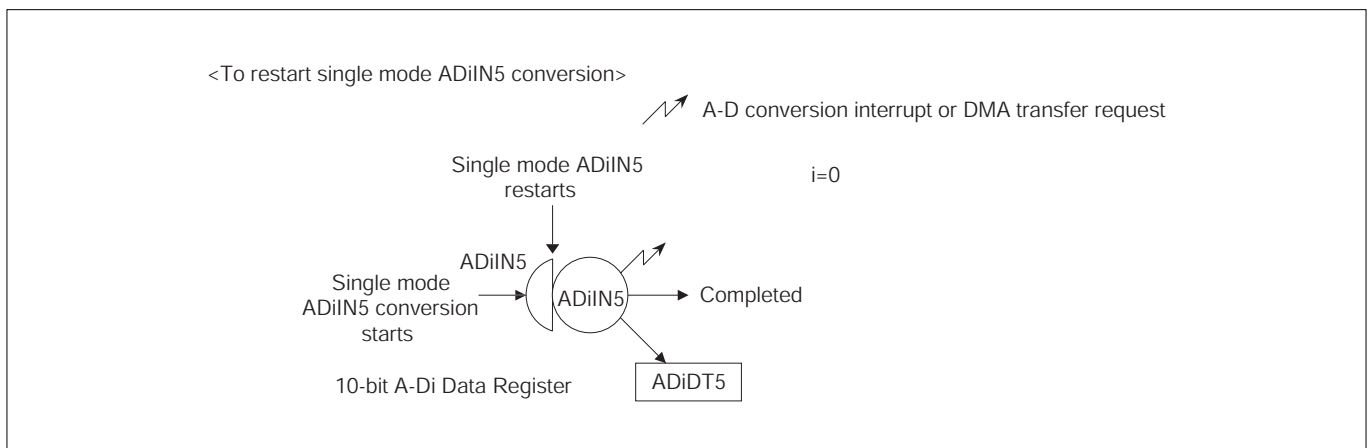 <To restart single mode ADiIN5 conversion>
A-D conversion interrupt or DMA transfer request
Single mode ADiIN5
restarts
i=0
ADiIN5
Single mode
ADiIN5 conversion
starts
ADiIN5
Completed
10-bit A-Di Data Register
ADiDT5